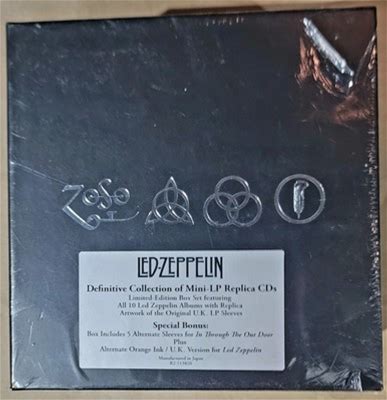 ZoSo
LED-ZEPPELIN
Definitive Collection of Mini-LP Replica CDs
Limited-Edition Box Set featuring
All 10 Led Zeppelin Albums with Replica
Artwork of the Original U.K. LP Sleeves
Special Bonus:
Box Includes 5 Alternate Sleeves for In Through The Out Door
Plus
Alternate Orange Ink / U.K. Version for Led Zeppelin
Manufactured in Japan